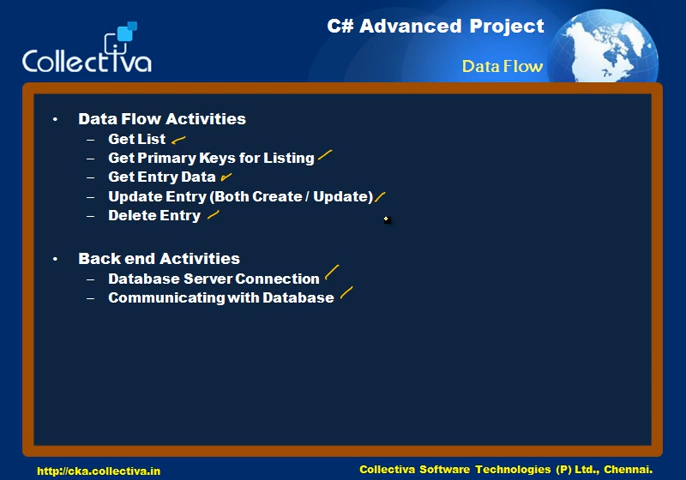 C# Advanced Project
Collectiva
Data Flow
• Data Flow Activities
– Get List
– Get Primary Keys for Listing
– Get Entry Data
– Update Entry (Both Create / Update)
– Delete Entry
• Back end Activities
– Database Server Connection
– Communicating with Database
http://cka.collectiva.in
Collectiva Software Technologies (P) Ltd., Chennai.